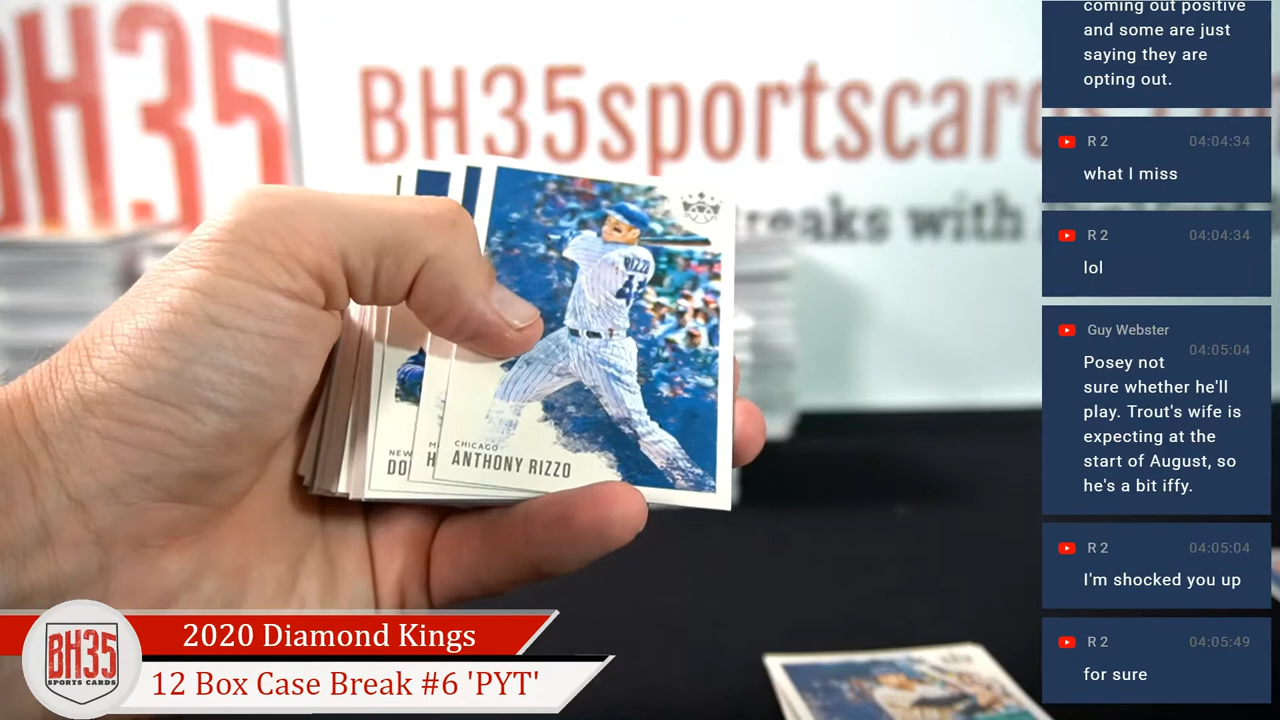 BH35
BH35sportscard
reaks with
RIZZO
44
CHICAGO
ANTHONY RIZZO
M
H
NEW
DO
coming out positive
and some are just
saying they are
opting out.
R 2 04:04:34
what I miss
R 2 04:04:34
lol
Guy Webster 04:05:04
Posey not
sure whether he'll
play. Trout's wife is
expecting at the
start of August, so
he's a bit iffy.
R 2 04:05:04
I'm shocked you up
R 2 04:05:49
for sure
BH35
SPORTS CARDS
2020 Diamond Kings
12 Box Case Break #6 'PYT'